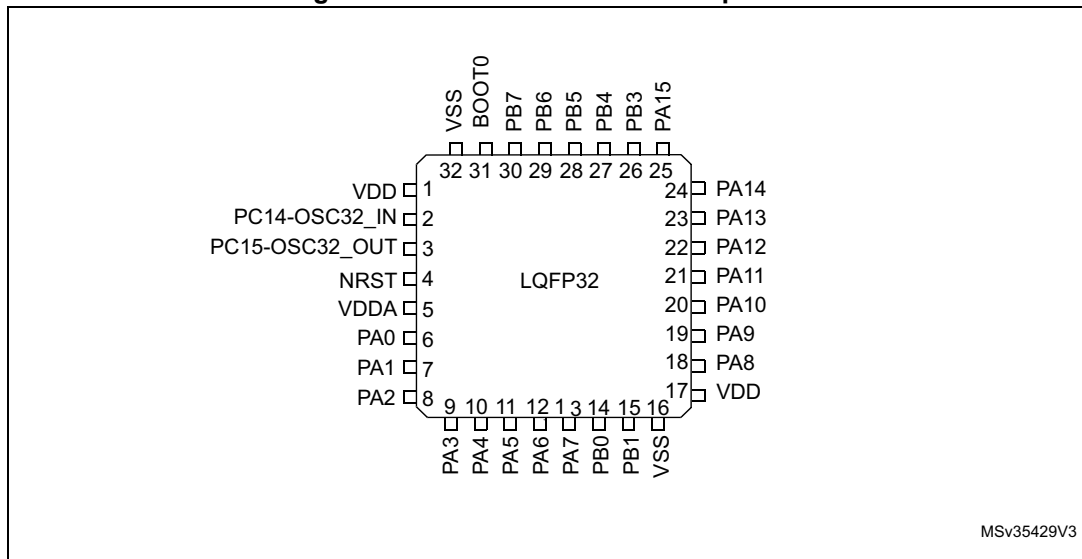 VSS
BOOT0
PB7
PB6
PB5
PB4
PB3
PA15
32 31 30 29 28 27 26 25
VDD 1
PC14-OSC32_IN 2
PC15-OSC32_OUT 3
NRST 4
VDDA 5
PA0 6
PA1 7
PA2 8
LQFP32
24 PA14
23 PA13
22 PA12
21 PA11
20 PA10
19 PA9
18 PA8
17 VDD
9 10 11 12 1 3 14 15 16
PA3
PA4
PA5
PA6
PA7
PB0
PB1
VSS
MSv35429V3